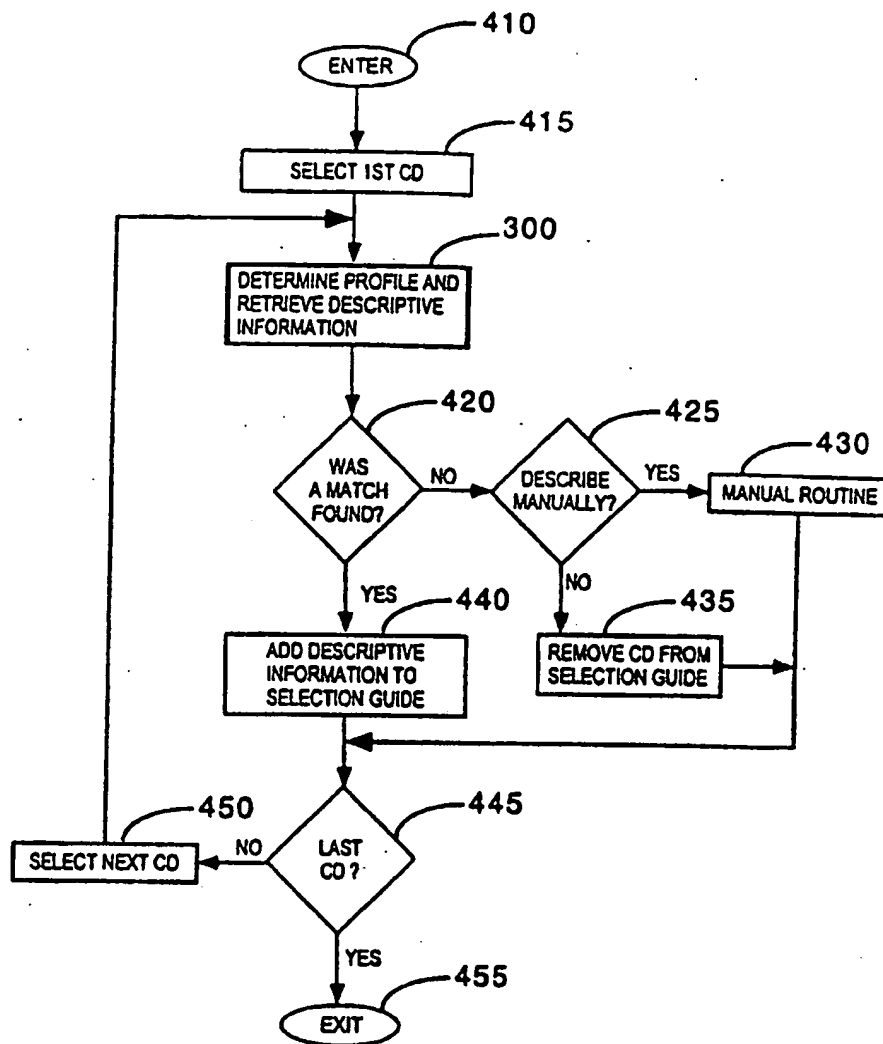 410
ENTER
415
SELECT 1ST CD
300
DETERMINE PROFILE AND
RETRIEVE DESCRIPTIVE
INFORMATION
420
WAS
A MATCH
FOUND?
NO
425
DESCRIBE
MANUALLY?
YES
430
MANUAL ROUTINE
YES
NO
440
ADD DESCRIPTIVE
INFORMATION TO
SELECTION GUIDE
435
REMOVE CD FROM
SELECTION GUIDE
445
LAST
CD ?
NO
450
SELECT NEXT CD
YES
455
EXIT